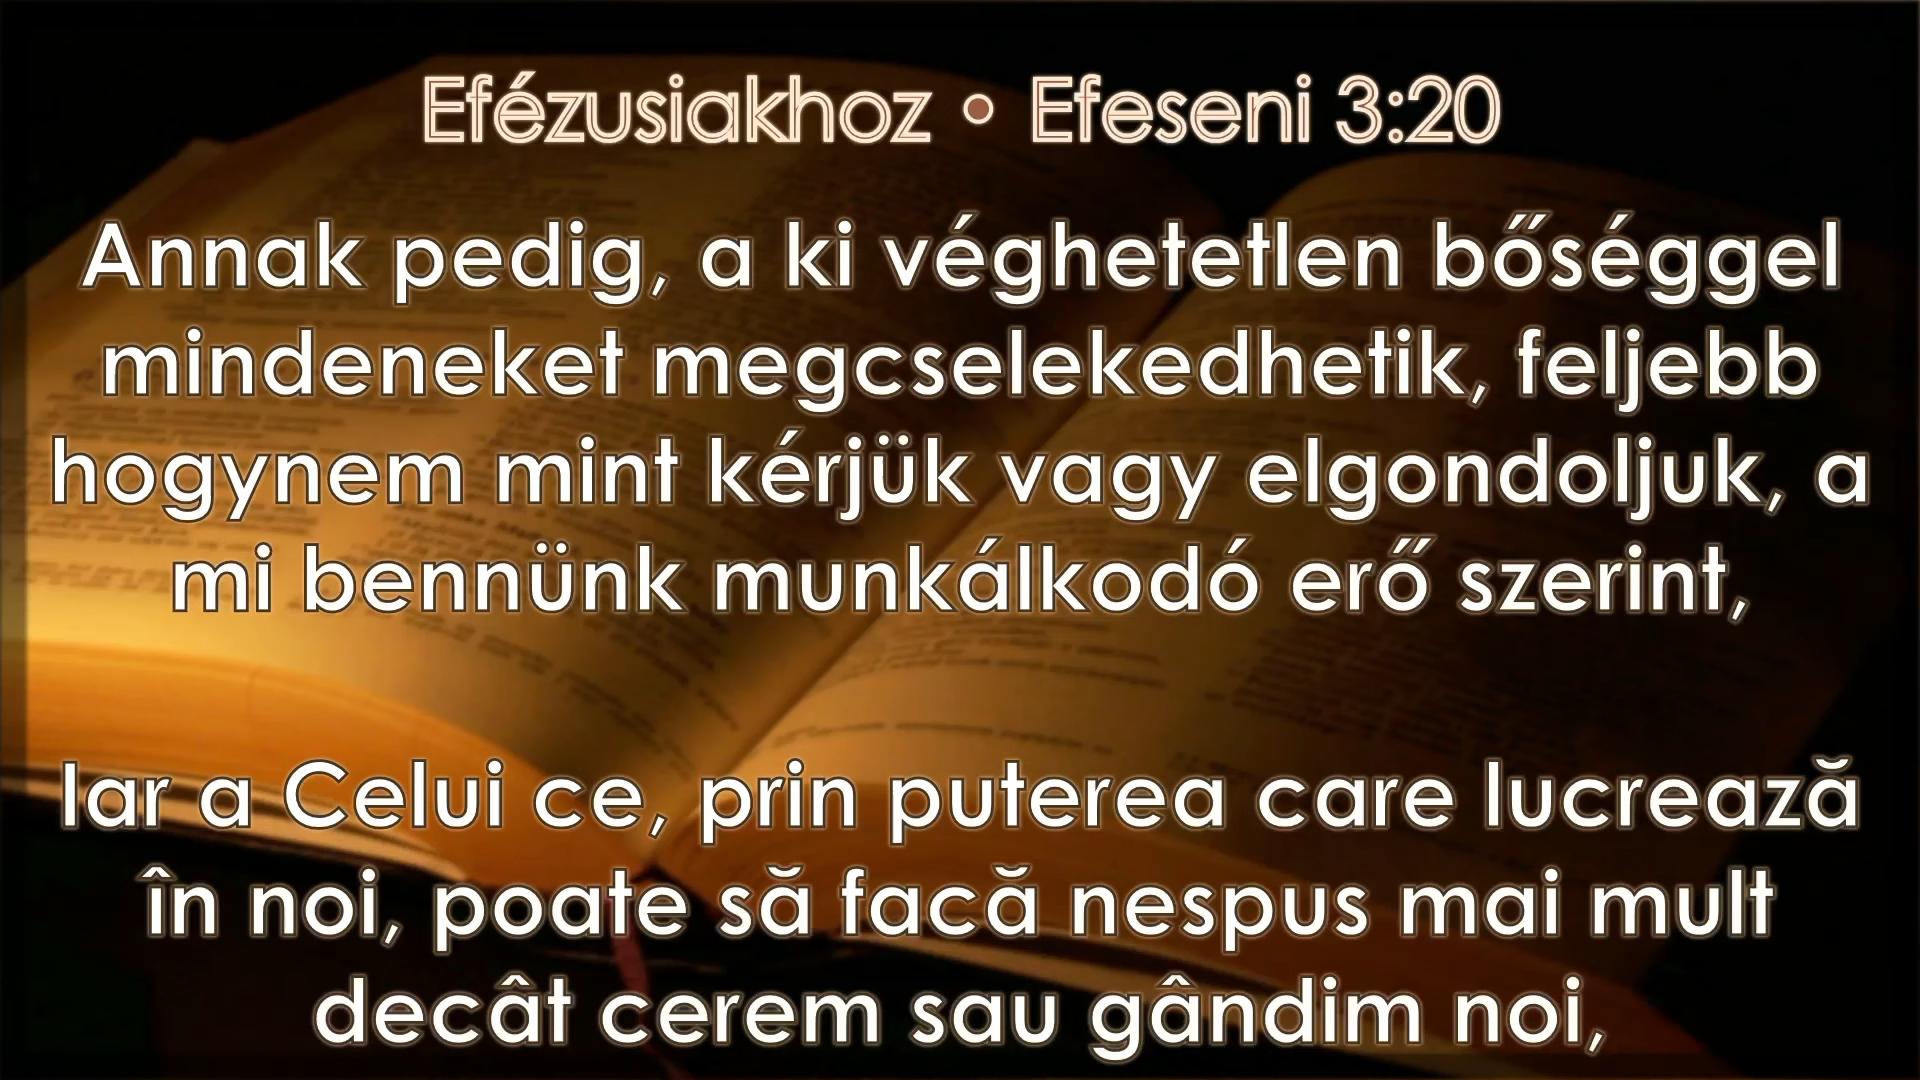 Efézusiakhoz • Efeseni 3:20
Annak pedig, a ki véghetetlen bőséggel
mindeneket megcselekedhetik, feljebb
hogynem mint kérjük vagy elgondoljuk, a
mi bennünk munkálkodó erő szerint,
Iar a Celui ce, prin puterea care lucrează
în noi, poate să facă nespus mai mult
decât cerem sau gândim noi,